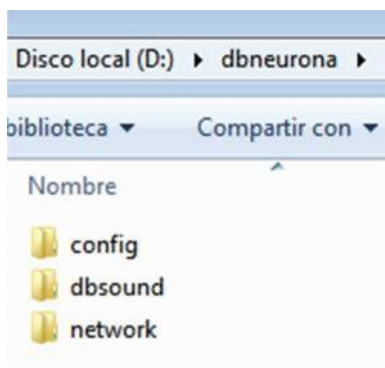 Disco local (D:) ▸ dbneurona ▸
biblioteca ▾ Compartir con ▾
Nombre
config
dbsound
network